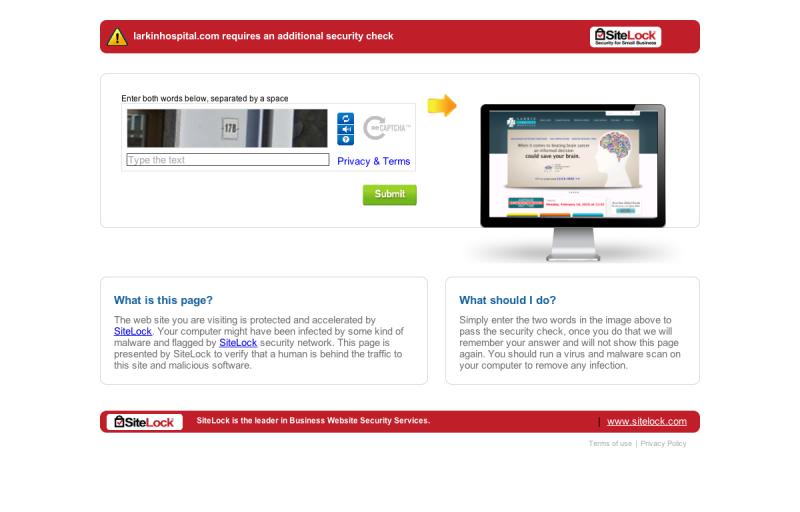 larkinhospital.com requires an additional security check
SiteLock
Security for Small Business
Enter both words below, separated by a space
reCAPTCHA™
Type the text
Privacy & Terms
Submit
When it comes to beating brain cancer
an informed decision
could save your brain.
What is this page?
The web site you are visiting is protected and accelerated by
SiteLock. Your computer might have been infected by some kind of
malware and flagged by SiteLock security network. This page is
presented by SiteLock to verify that a human is behind the traffic to
this site and malicious software.
What should I do?
Simply enter the two words in the image above to
pass the security check, once you do that we will
remember your answer and will not show this page
again. You should run a virus and malware scan on
your computer to remove any infection.
SiteLock
SiteLock is the leader in Business Website Security Services.
| www.sitelock.com
Terms of use | Privacy Policy